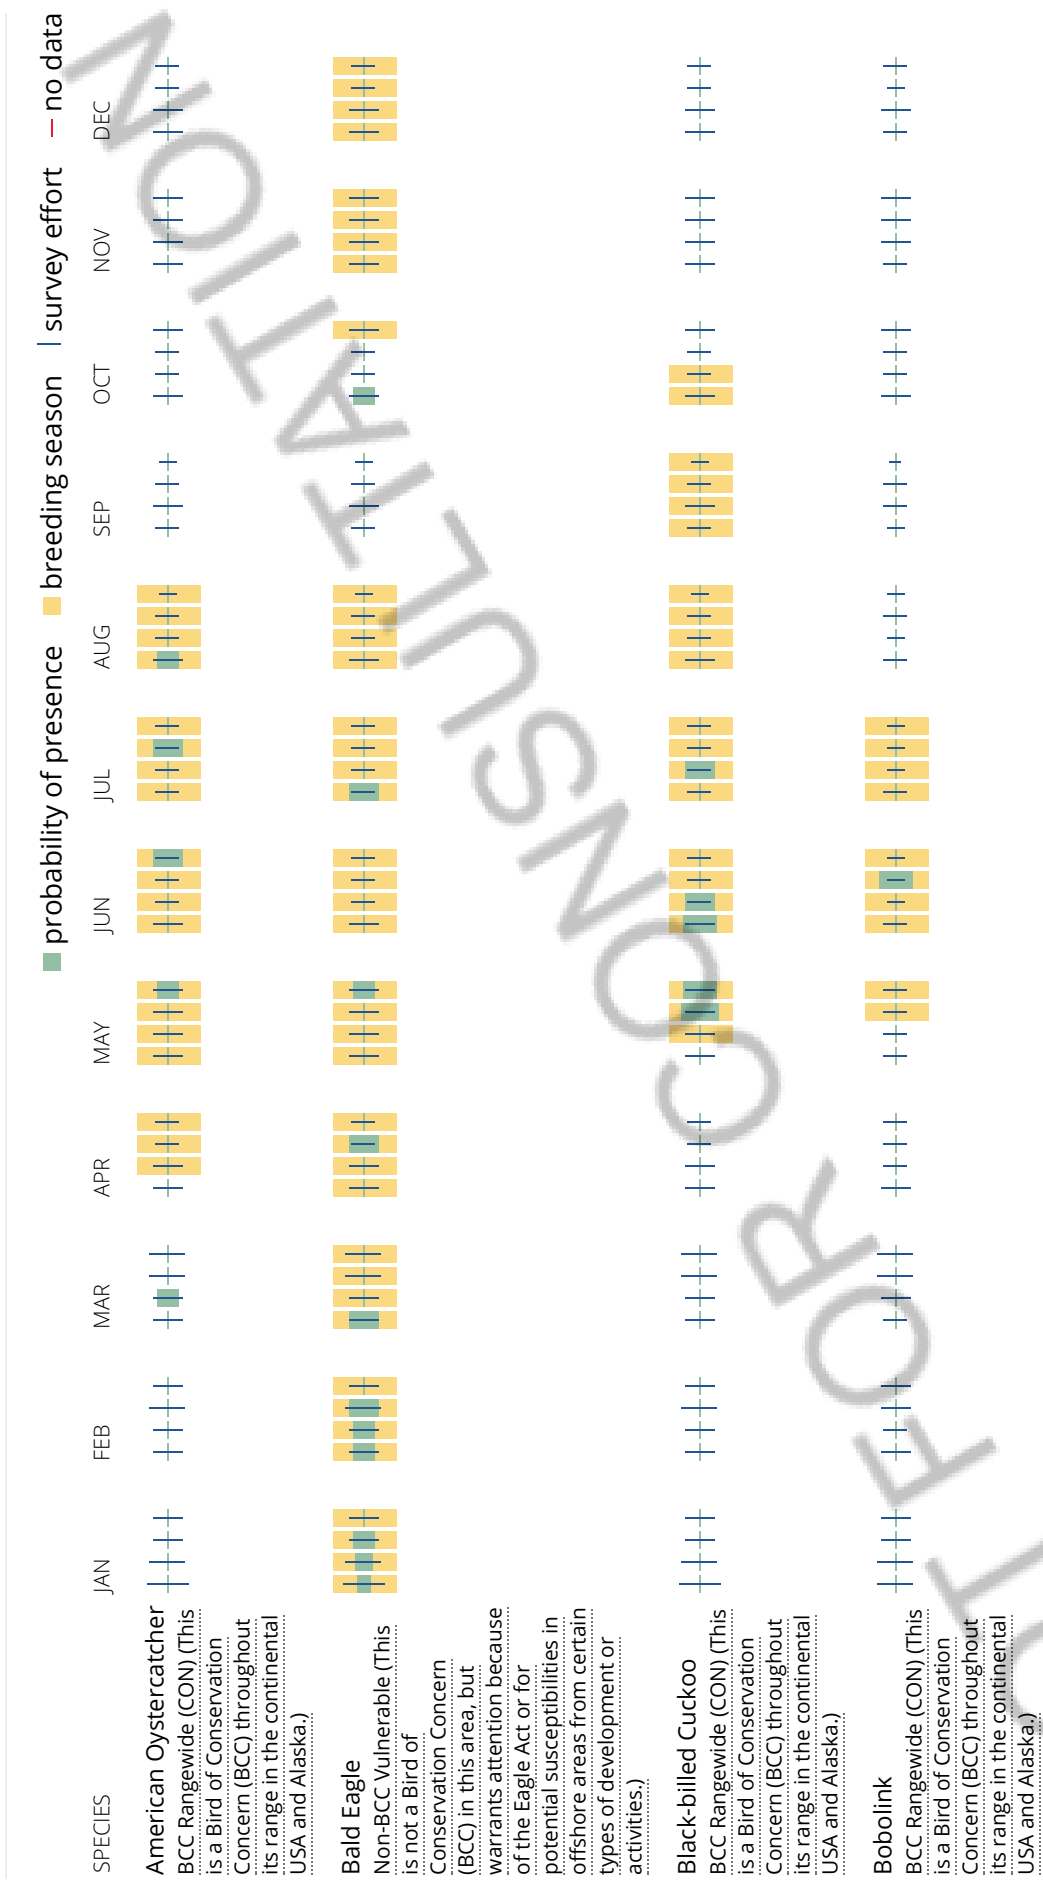 probability of presence breeding season survey effort no data
SPECIES JAN FEB MAR APR MAY JUN JUL AUG SEP OCT NOV DEC
American Oystercatcher
BCC Rangewide (CON) (This
is a Bird of Conservation
Concern (BCC) throughout
its range in the continental
USA and Alaska.)
Bald Eagle
Non-BCC Vulnerable (This
is not a Bird of
Conservation Concern
(BCC) in this area, but
warrants attention because
of the Eagle Act or for
potential susceptibilities in
offshore areas from certain
types of development or
activities.)
Black-billed Cuckoo
BCC Rangewide (CON) (This
is a Bird of Conservation
Concern (BCC) throughout
its range in the continental
USA and Alaska.)
Bobolink
BCC Rangewide (CON) (This
is a Bird of Conservation
Concern (BCC) throughout
its range in the continental
USA and Alaska.)
FOR CONSULTATION